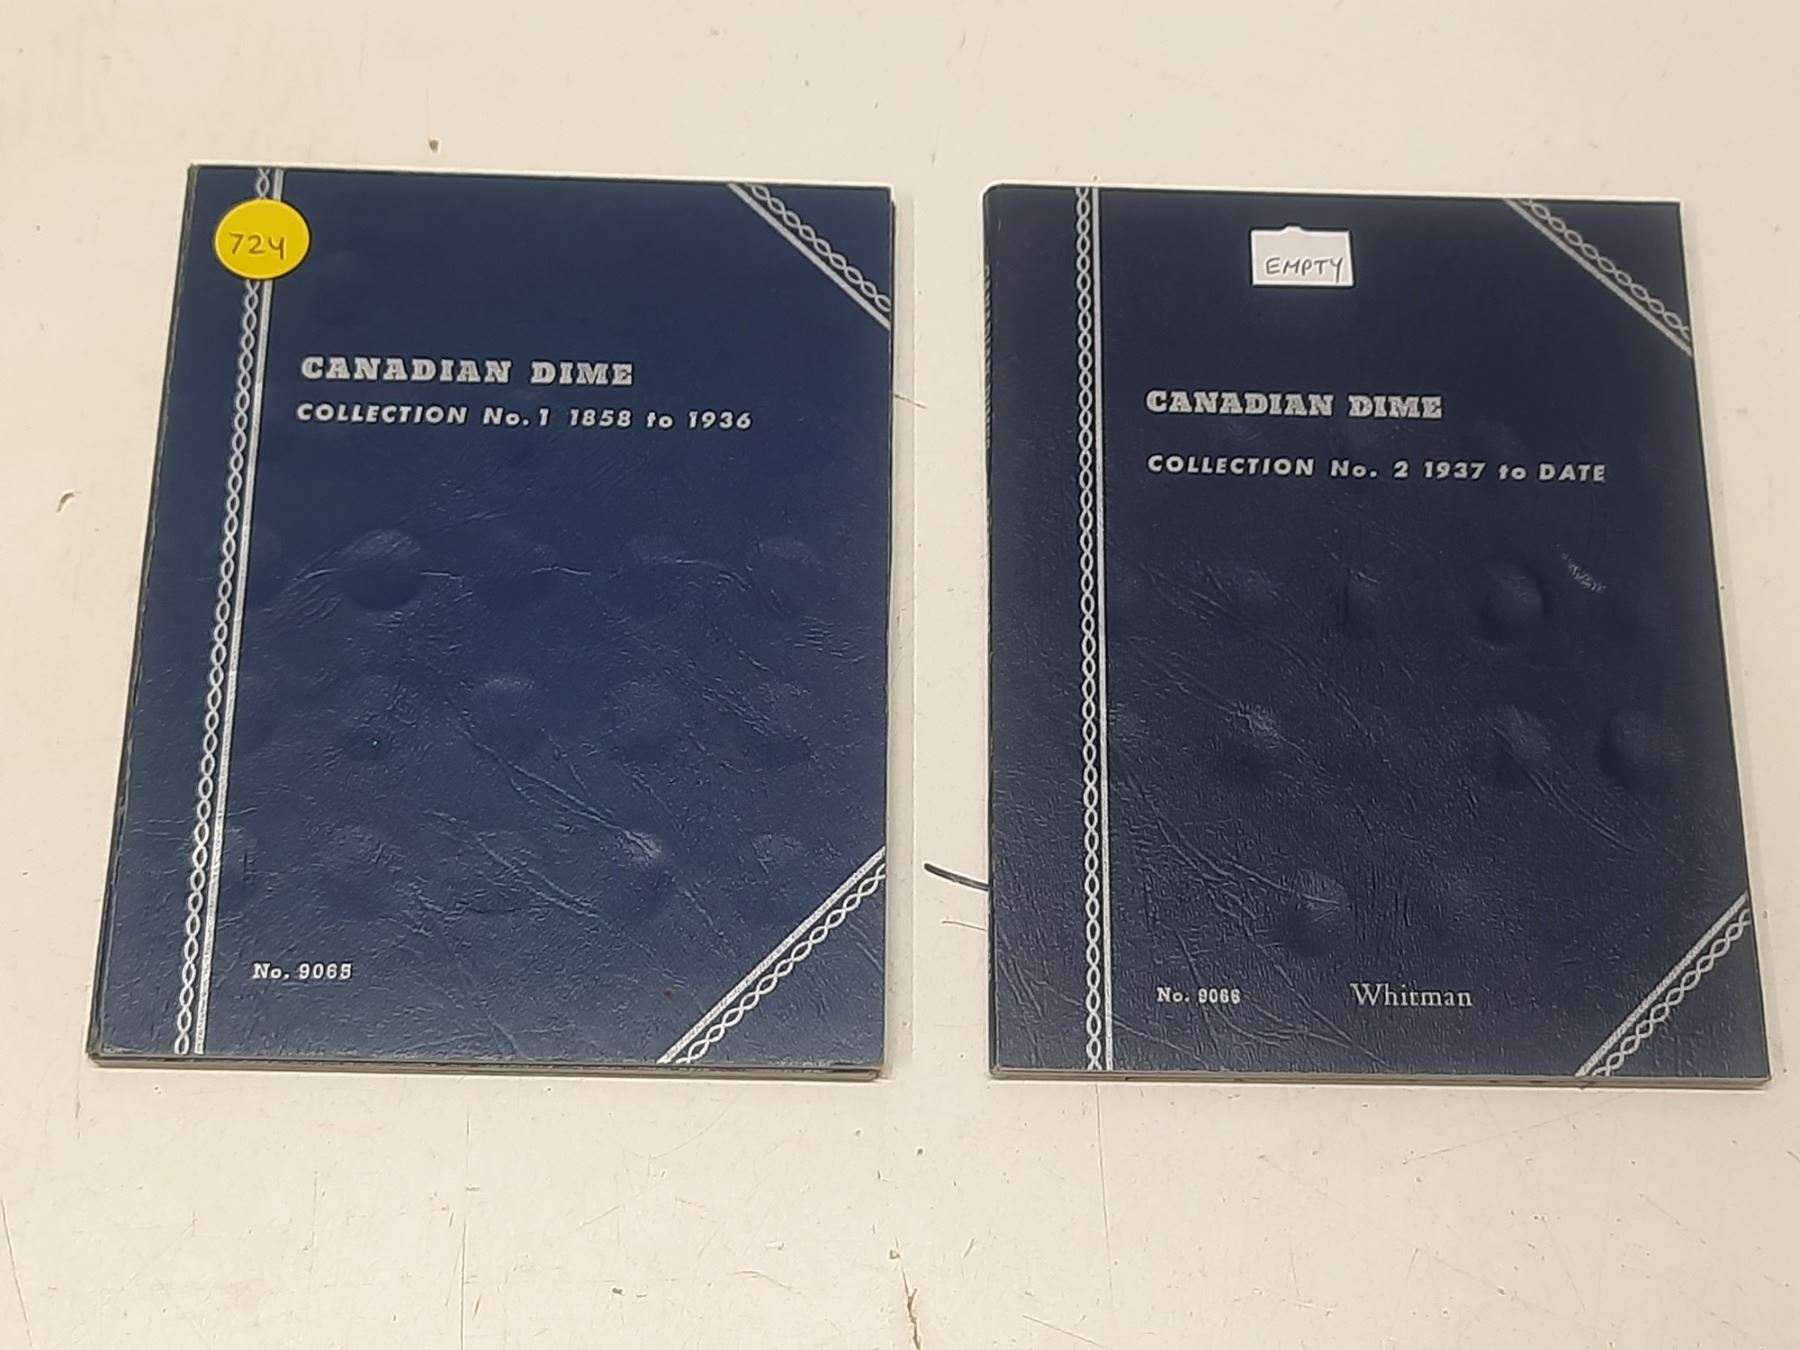 724
CANADIAN DIME
COLLECTION No. 1 1858 to 1936
No. 9065
EMPTY
CANADIAN DIME
COLLECTION No. 2 1937 to DATE
No. 9066
Whitman